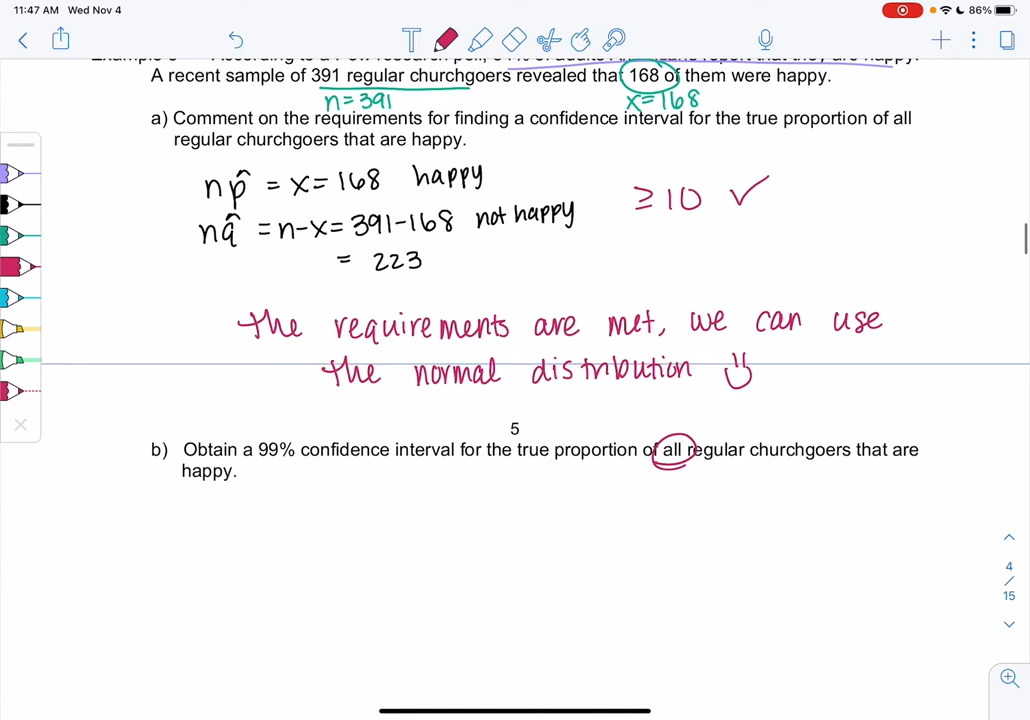 11:47 AM Wed Nov 4
86%
A recent sample of 391 regular churchgoers revealed that 168 of them were happy.
n=391
x=168
a) Comment on the requirements for finding a confidence interval for the true proportion of all
regular churchgoers that are happy.
np̂ = x = 168 happy
nq̂ = n-x = 391-168 not happy
= 223
≥10 ✓
the requirements are met, we can use
the normal distribution
5
b) Obtain a 99% confidence interval for the true proportion of all regular churchgoers that are
happy.
4
/
15